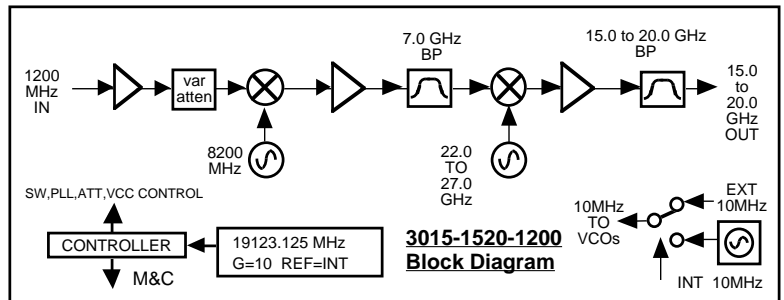 1200
MHz
IN
var
atten
8200
MHz
7.0 GHz
BP
22.0
TO
27.0
GHz
15.0 to 20.0 GHz
BP
15.0
to
20.0
GHz
OUT
SW,PLL,ATT,VCC CONTROL
CONTROLLER
M&C
19123.125 MHz
G=10 REF=INT
3015-1520-1200
Block Diagram
10MHz
TO
VCOs
EXT
10MHz
INT 10MHz